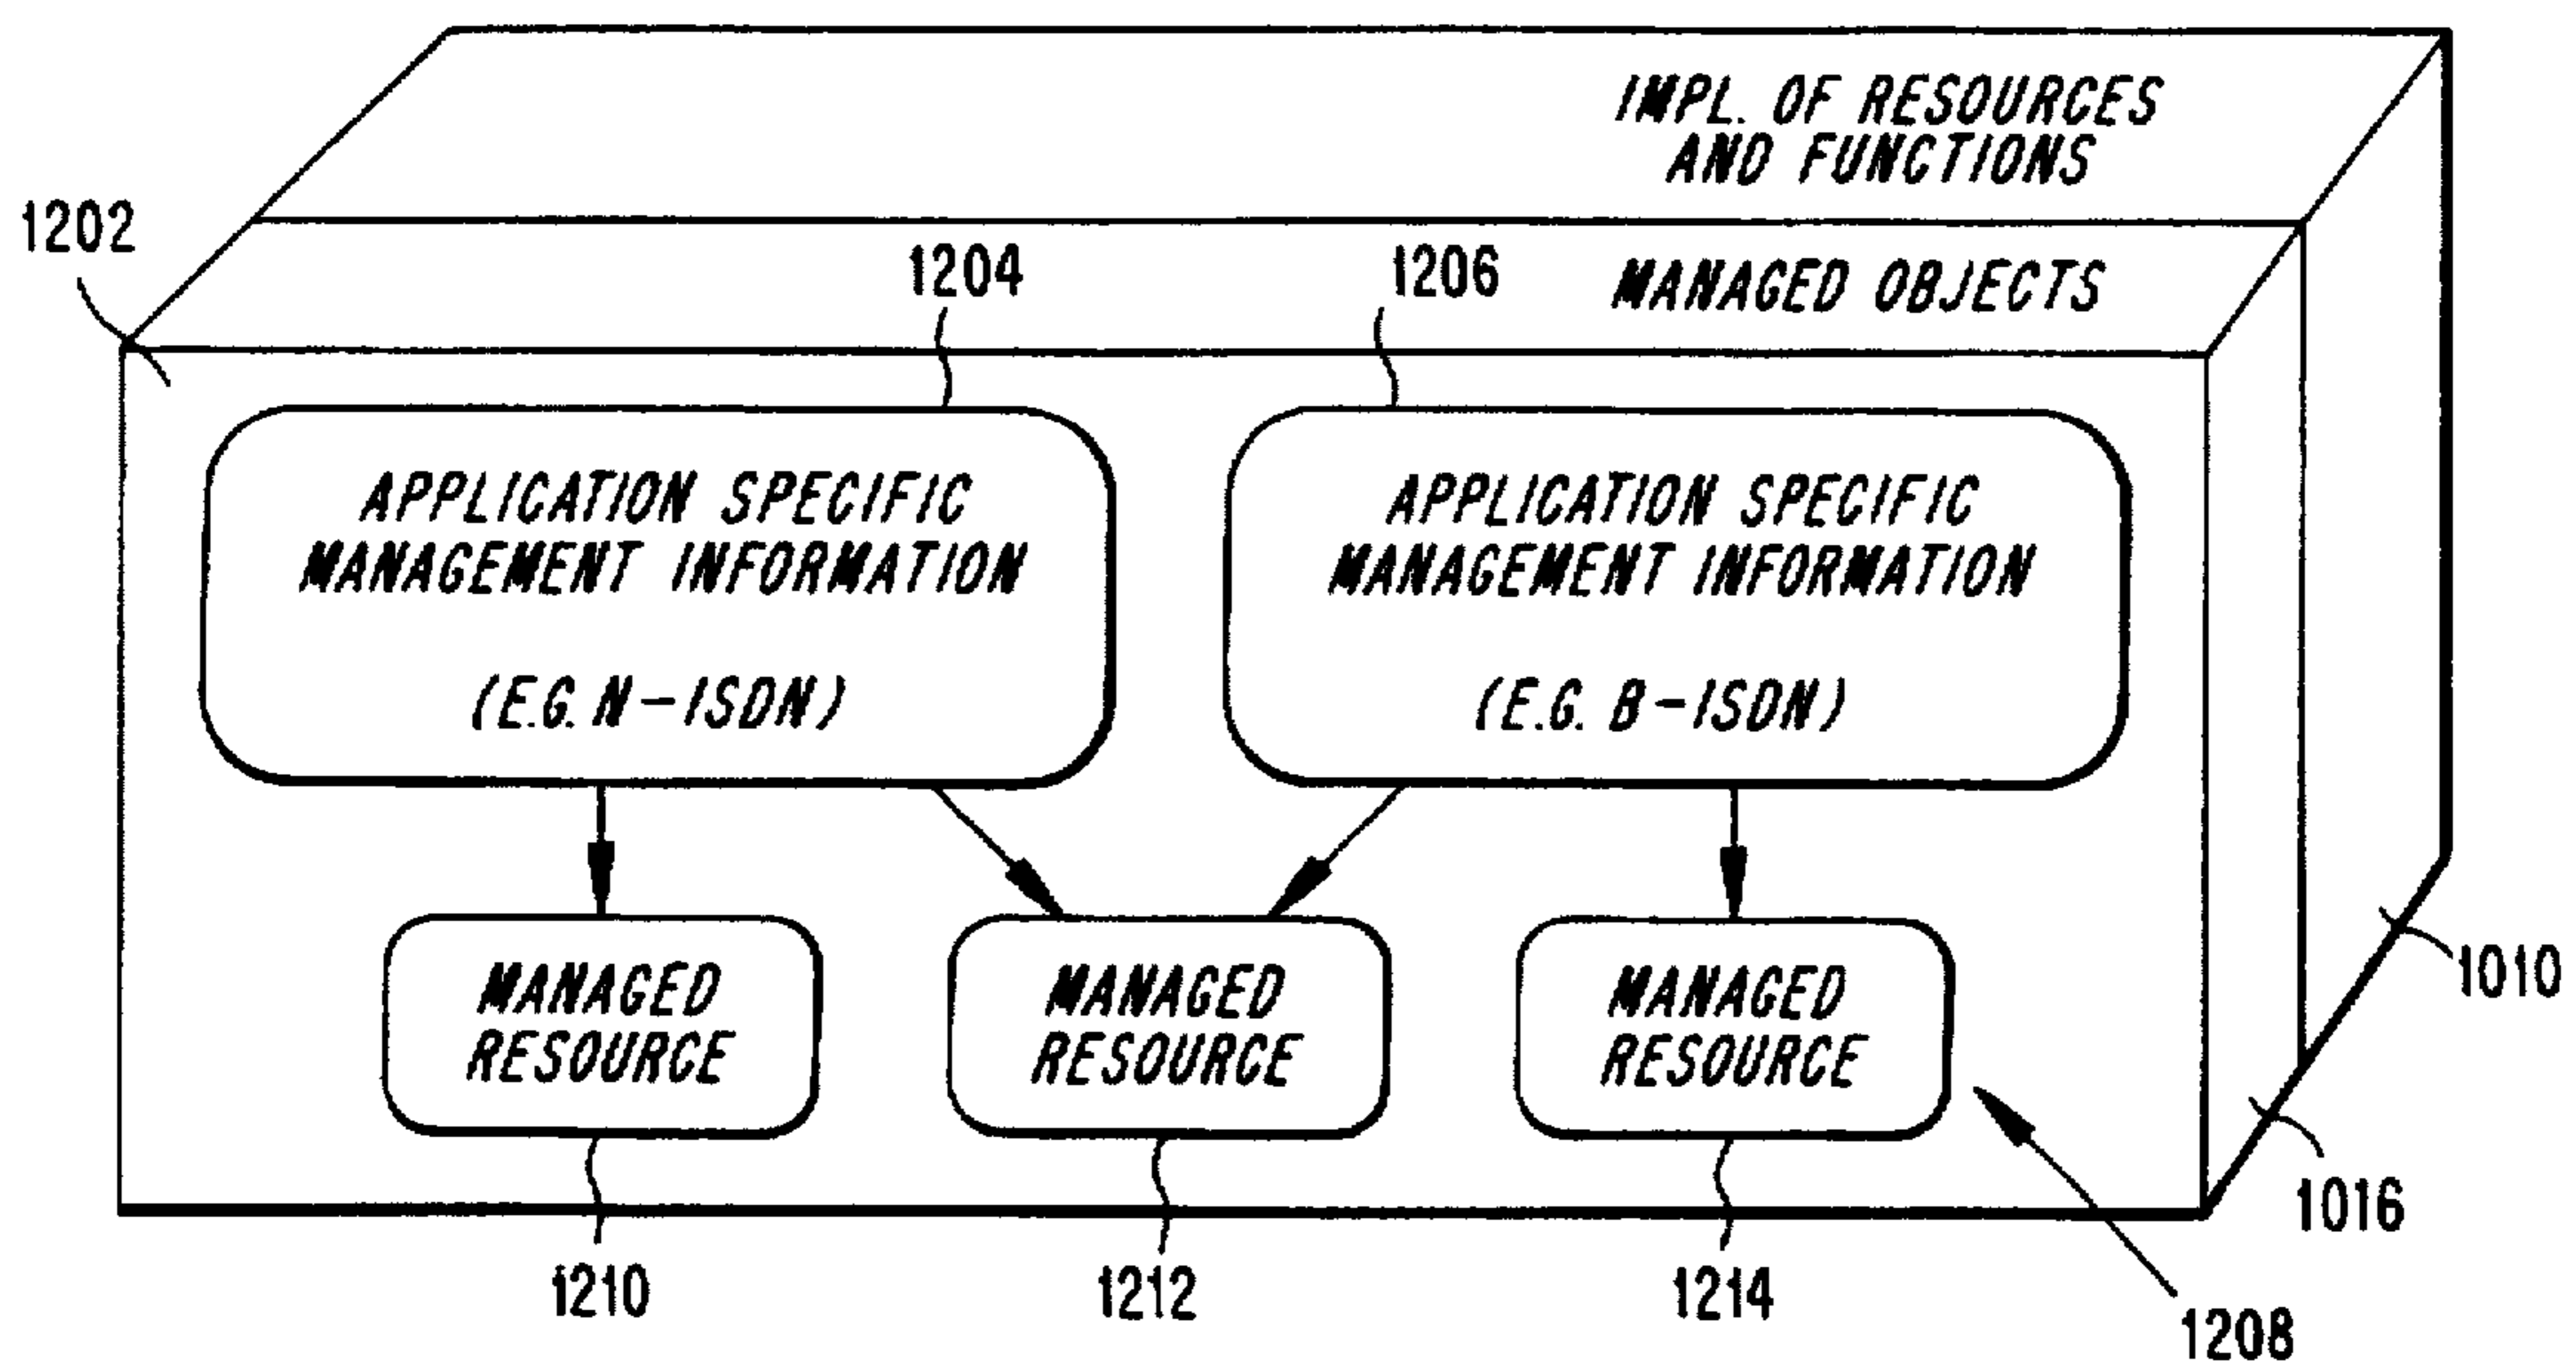 IMPL. OF RESOURCES
AND FUNCTIONS
1202
1204
1206
MANAGED OBJECTS
APPLICATION SPECIFIC
MANAGEMENT INFORMATION
(E.G. N-ISDN)
APPLICATION SPECIFIC
MANAGEMENT INFORMATION
(E.G. B-ISDN)
MANAGED
RESOURCE
MANAGED
RESOURCE
MANAGED
RESOURCE
1010
1016
1210
1212
1214
1208